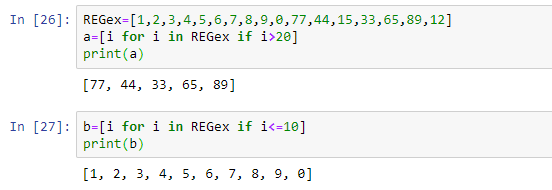 In [26]: REGex=[1,2,3,4,5,6,7,8,9,0,77,44,15,33,65,89,12]
a=[i for i in REGex if i>20]
print(a)
[77, 44, 33, 65, 89]
In [27]: b=[i for i in REGex if i<=10]
print(b)
[1, 2, 3, 4, 5, 6, 7, 8, 9, 0]